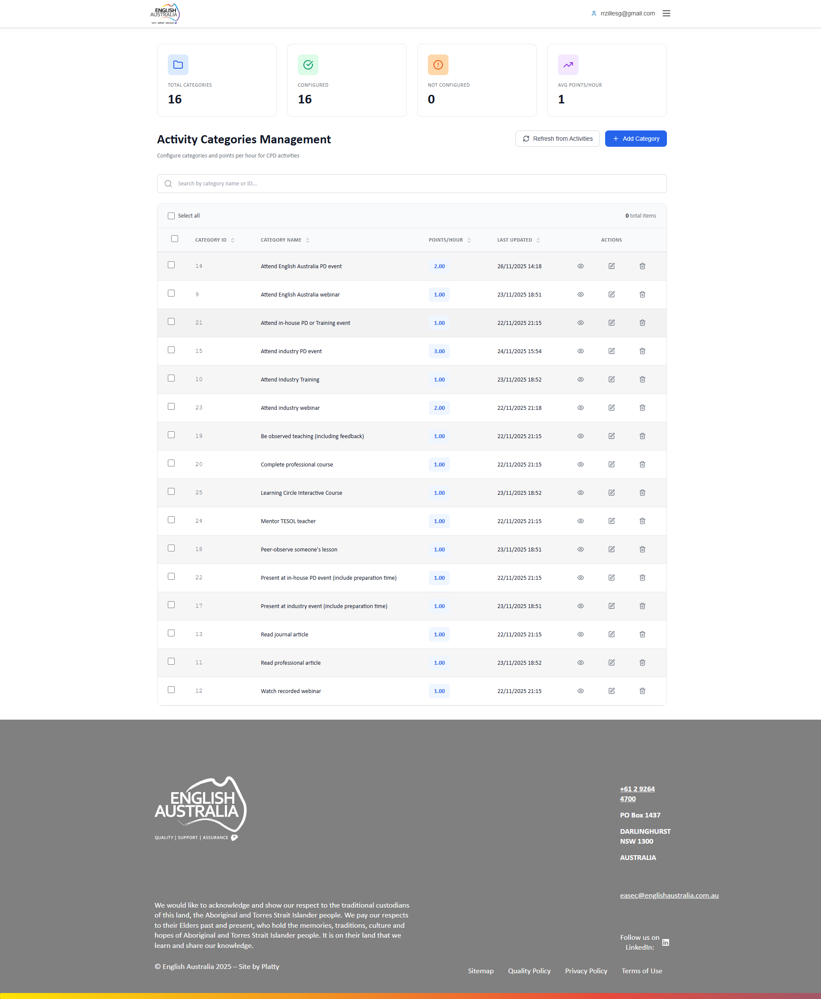 ENGLISH
AUSTRALIA
QUALITY | SUPPORT | ASSURANCE
rrzillesg@gmail.com
TOTAL CATEGORIES
16
CONFIGURED
16
NOT CONFIGURED
0
AVG POINTS/HOUR
1
Activity Categories Management
Refresh from Activities
Add Category
Configure categories and points per hour for CPD activities
Search by category name or ID...
Select all
0 total items
CATEGORY ID CATEGORY NAME POINTS/HOUR LAST UPDATED ACTIONS
14 Attend English Australia PD event 2.00 26/11/2025 14:18
9 Attend English Australia webinar 1.00 23/11/2025 18:51
21 Attend in-house PD or Training event 1.00 22/11/2025 21:15
15 Attend industry PD event 3.00 24/11/2025 15:54
10 Attend Industry Training 1.00 23/11/2025 18:52
23 Attend industry webinar 2.00 22/11/2025 21:18
19 Be observed teaching (including feedback) 1.00 22/11/2025 21:15
20 Complete professional course 1.00 22/11/2025 21:15
25 Learning Circle Interactive Course 1.00 23/11/2025 18:52
24 Mentor TESOL teacher 1.00 22/11/2025 21:15
18 Peer-observe someone's lesson 1.00 23/11/2025 18:51
22 Present at in-house PD event (include preparation time) 1.00 22/11/2025 21:15
17 Present at industry event (include preparation time) 1.00 23/11/2025 18:51
13 Read journal article 1.00 22/11/2025 21:15
11 Read professional article 1.00 23/11/2025 18:52
12 Watch recorded webinar 1.00 22/11/2025 21:15
ENGLISH
AUSTRALIA
QUALITY | SUPPORT | ASSURANCE
+61 2 9264
4700
PO Box 1437
DARLINGHURST
NSW 1300
AUSTRALIA
easec@englishaustralia.com.au
We would like to acknowledge and show our respect to the traditional custodians
of this land, the Aboriginal and Torres Strait Islander people. We pay our respects
to their Elders past and present, who hold the memories, traditions, culture and
hopes of Aboriginal and Torres Strait Islander people. It is on their land that we
learn and share our knowledge.
Follow us on
LinkedIn:
© English Australia 2025 – Site by Platty
Sitemap Quality Policy Privacy Policy Terms of Use